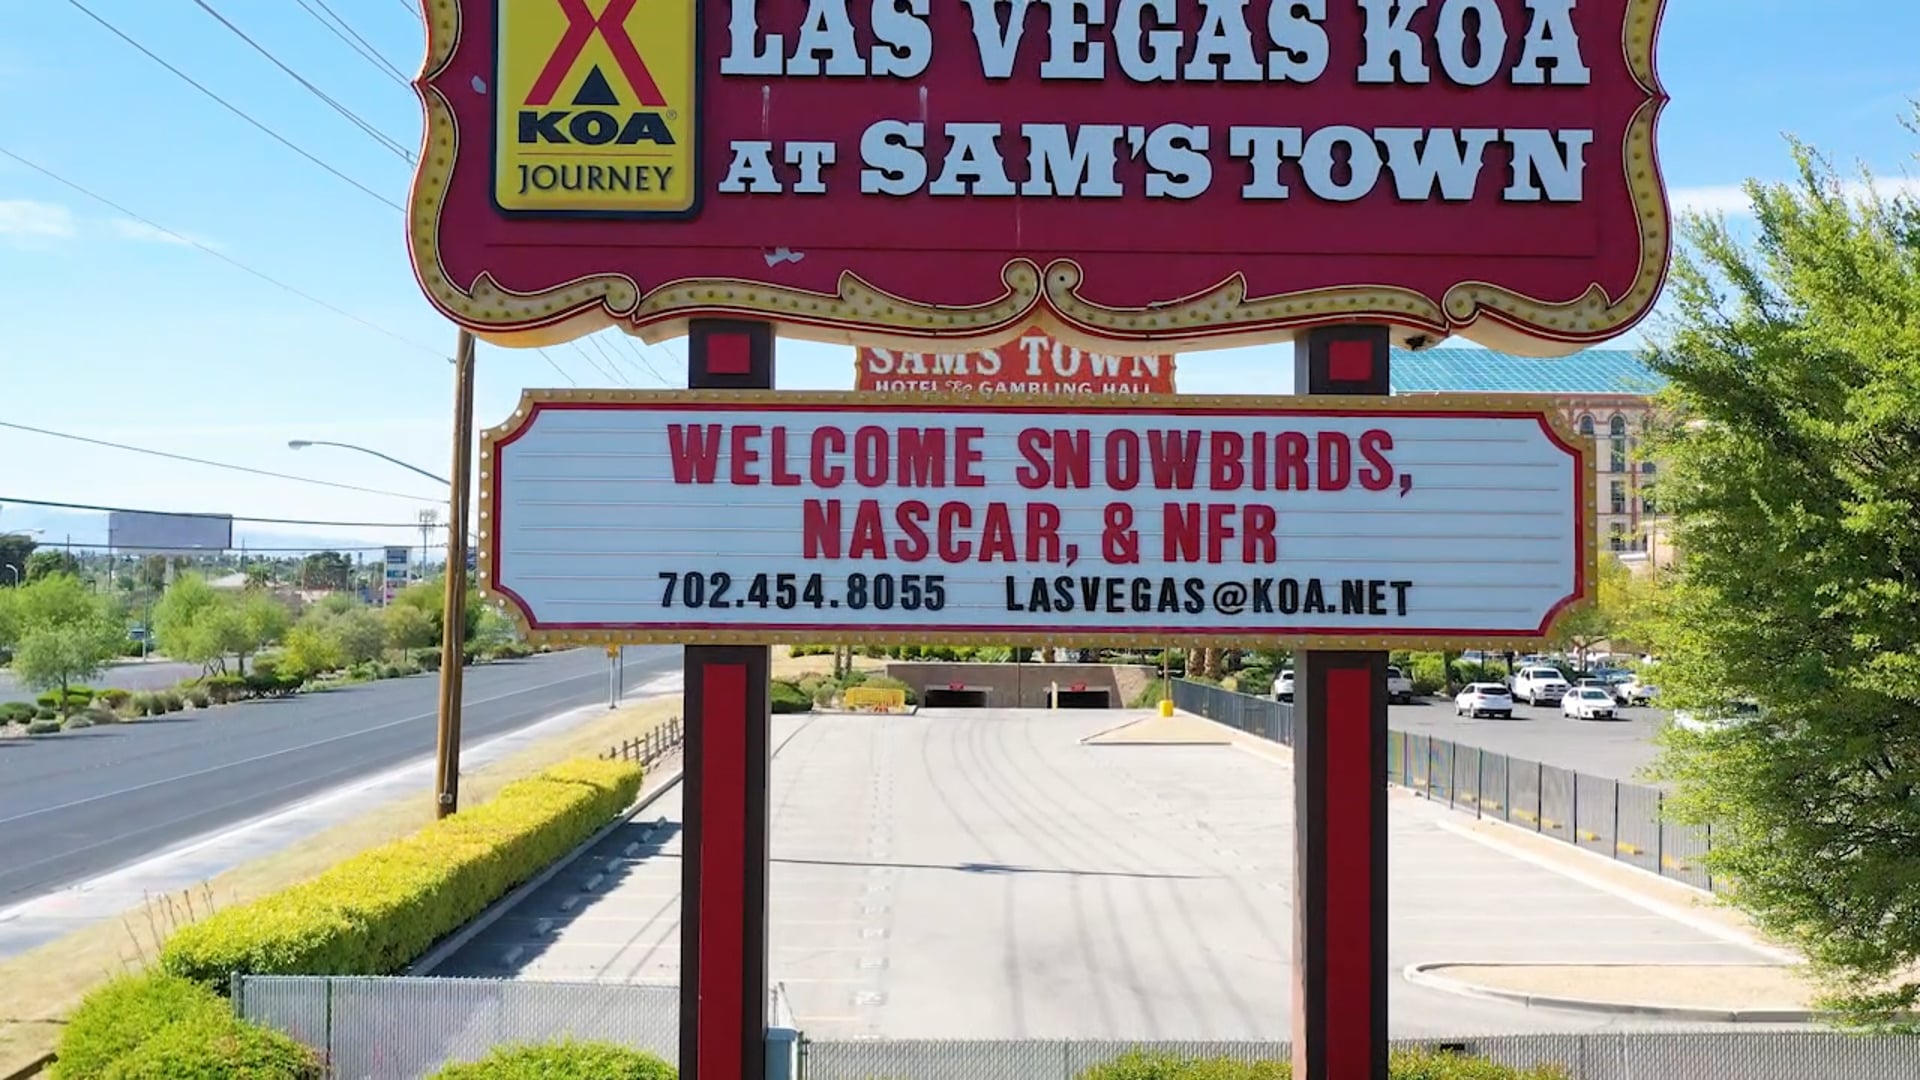 LAS VEGAS KOA
AT SAM'S TOWN
KOA®
JOURNEY
SAM'S TOWN
HOTEL & GAMBLING HALL
WELCOME SNOWBIRDS,
NASCAR, & NFR
702.454.8055 LASVEGAS@KOA.NET